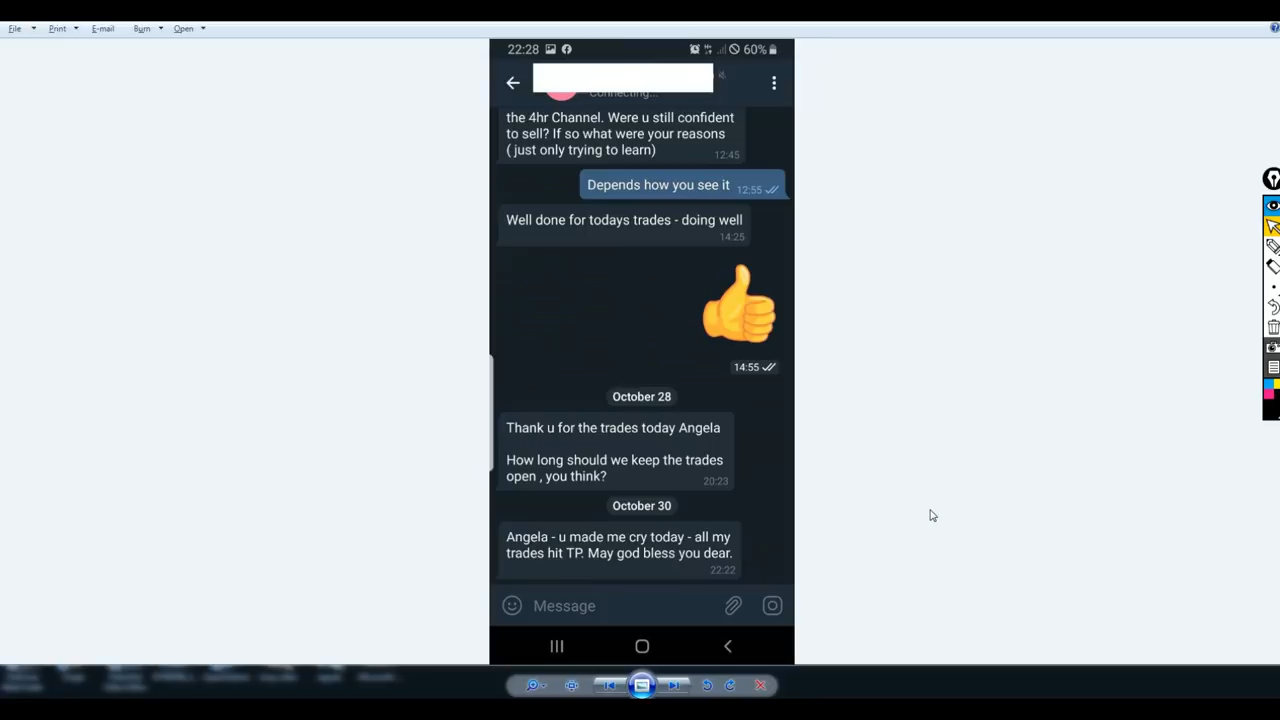 File Print E-mail Burn Open
22:28 60%
Connecting...
the 4hr Channel. Were u still confident
to sell? If so what were your reasons
( just only trying to learn)
12:45
Depends how you see it 12:55
Well done for todays trades - doing well
14:25
14:55
October 28
Thank u for the trades today Angela
How long should we keep the trades
open , you think?
20:23
October 30
Angela - u made me cry today - all my
trades hit TP. May god bless you dear.
22:22
Message